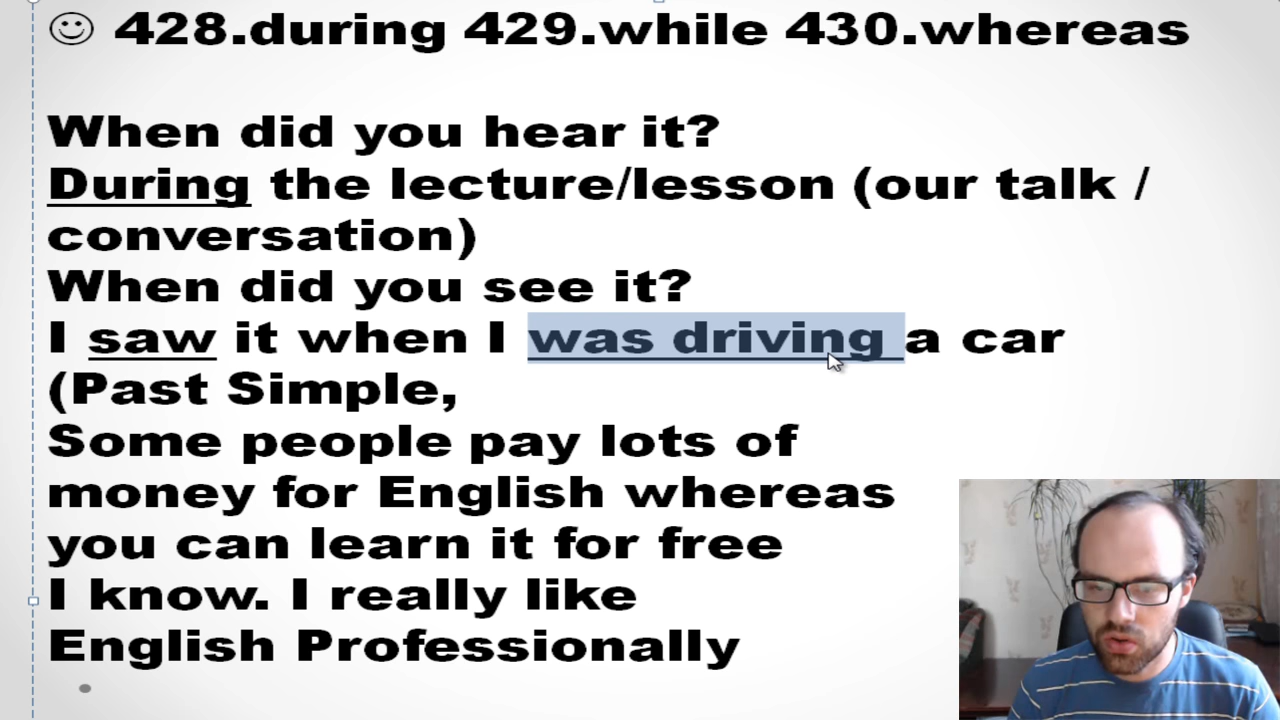 ☺ 428.during 429.while 430.whereas
When did you hear it?
During the lecture/lesson (our talk /
conversation)
When did you see it?
I saw it when I was driving a car
(Past Simple,
Some people pay lots of
money for English whereas
you can learn it for free
I know. I really like
English Professionally